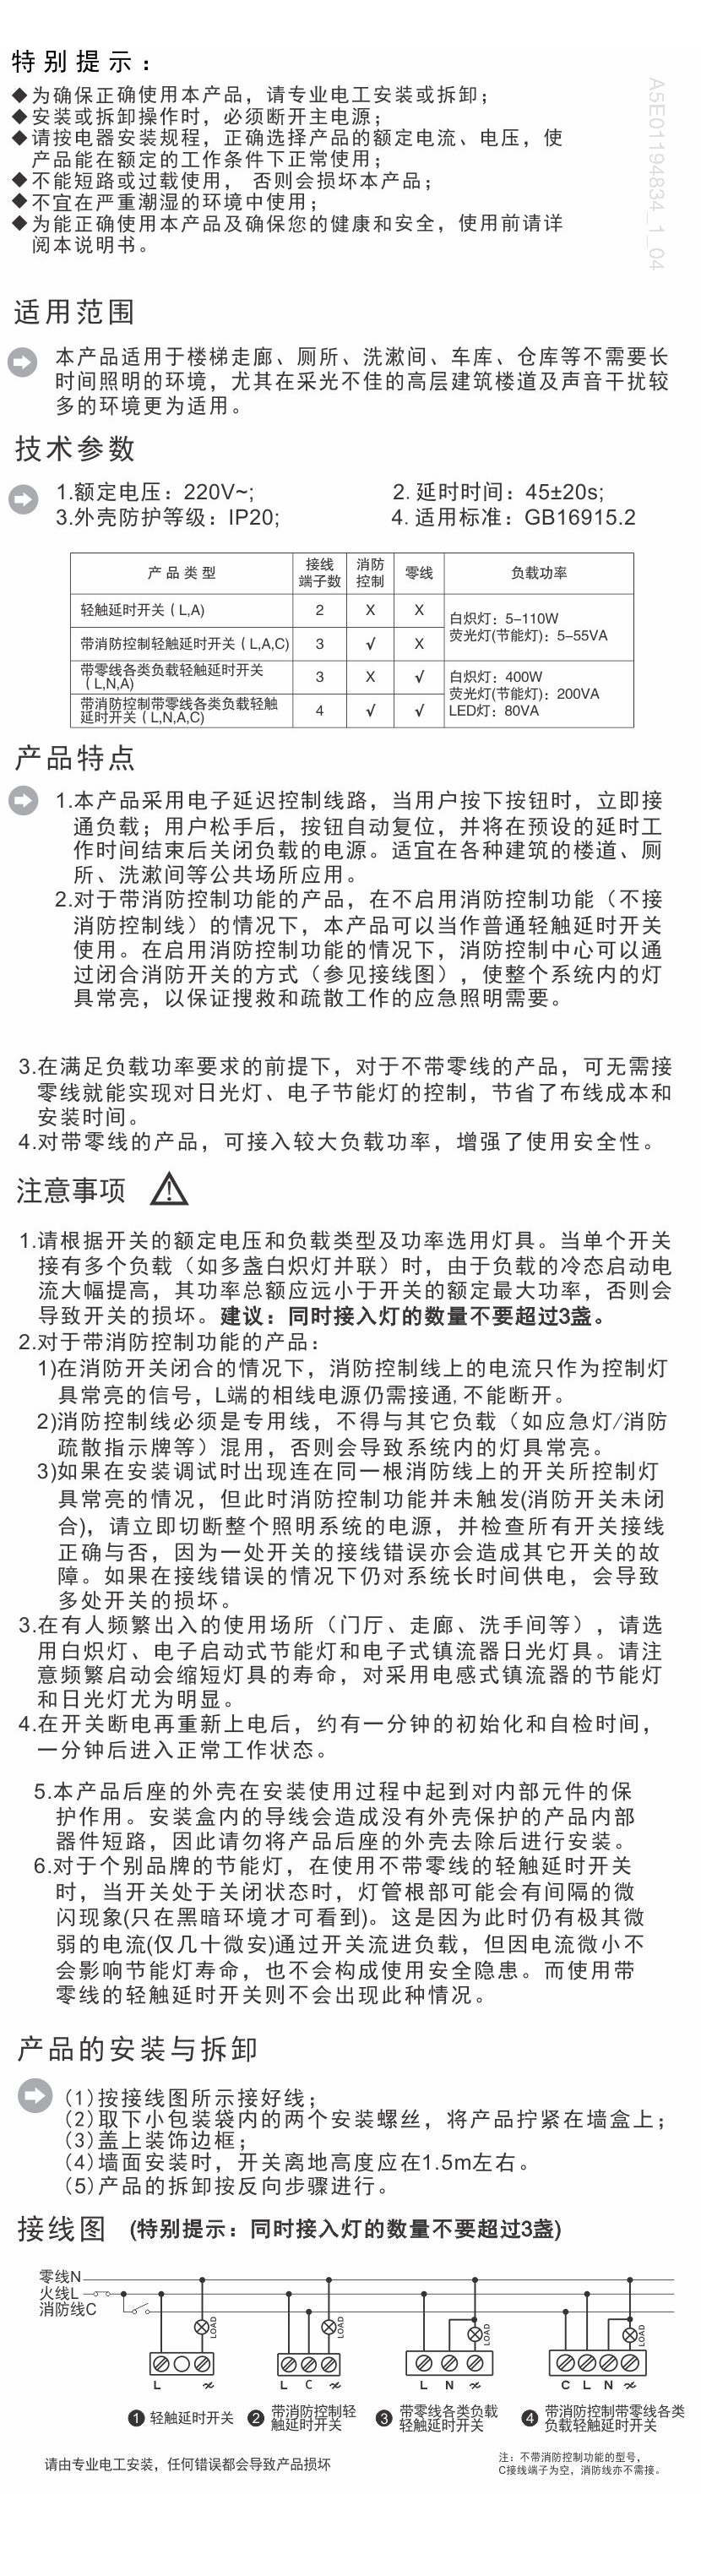 特别提示：
◆为确保正确使用本产品，请专业电工安装或拆卸；
◆安装或拆卸操作时，必须断开主电源；
◆请按电器安装规程，正确选择产品的额定电流、电压，使
产品能在额定的工作条件下正常使用；
◆不能短路或过载使用， 否则会损坏本产品；
◆不宜在严重潮湿的环境中使用；
◆为能正确使用本产品及确保您的健康和安全，使用前请详
阅本说明书。
A5E01194834_1_04
适用范围
本产品适用于楼梯走廊、厕所、洗漱间、车库、仓库等不需要长
时间照明的环境，尤其在采光不佳的高层建筑楼道及声音干扰较
多的环境更为适用。
技术参数
1.额定电压：220V~; 2. 延时时间：45±20s;
3.外壳防护等级：IP20; 4. 适用标准：GB16915.2
产品类型 接线端子数 消防控制 零线 负载功率
轻触延时开关（L,A） 2 X X 白炽灯：5–110W
荧光灯(节能灯)：5–55VA
带消防控制轻触延时开关（L,A,C) 3 √ X
带零线各类负载轻触延时开关
（L,N,A) 3 X √ 白炽灯：400W
荧光灯(节能灯)：200VA
LED灯：80VA
带消防控制带零线各类负载轻触
延时开关（L,N,A,C) 4 √ √
产品特点
1.本产品采用电子延迟控制线路，当用户按下按钮时，立即接
通负载；用户松手后，按钮自动复位，并将在预设的延时工
作时间结束后关闭负载的电源。适宜在各种建筑的楼道、厕
所、洗漱间等公共场所应用。
2.对于带消防控制功能的产品，在不启用消防控制功能（不接
消防控制线）的情况下，本产品可以当作普通轻触延时开关
使用。在启用消防控制功能的情况下，消防控制中心可以通
过闭合消防开关的方式（参见接线图），使整个系统内的灯
具常亮，以保证搜救和疏散工作的应急照明需要。
3.在满足负载功率要求的前提下，对于不带零线的产品，可无需接
零线就能实现对日光灯、电子节能灯的控制，节省了布线成本和
安装时间。
4.对带零线的产品，可接入较大负载功率，增强了使用安全性。
注意事项
1.请根据开关的额定电压和负载类型及功率选用灯具。当单个开关
接有多个负载（如多盏白炽灯并联）时，由于负载的冷态启动电
流大幅提高，其功率总额应远小于开关的额定最大功率，否则会
导致开关的损坏。建议：同时接入灯的数量不要超过3盏。
2.对于带消防控制功能的产品：
1)在消防开关闭合的情况下，消防控制线上的电流只作为控制灯
具常亮的信号，L端的相线电源仍需接通,不能断开。
2)消防控制线必须是专用线，不得与其它负载（如应急灯/消防
疏散指示牌等）混用，否则会导致系统内的灯具常亮。
3)如果在安装调试时出现连在同一根消防线上的开关所控制灯
具常亮的情况，但此时消防控制功能并未触发(消防开关未闭
合)，请立即切断整个照明系统的电源，并检查所有开关接线
正确与否，因为一处开关的接线错误亦会造成其它开关的故
障。如果在接线错误的情况下仍对系统长时间供电，会导致
多处开关的损坏。
3.在有人频繁出入的使用场所（门厅、走廊、洗手间等），请选
用白炽灯、电子启动式节能灯和电子式镇流器日光灯具。请注
意频繁启动会缩短灯具的寿命，对采用电感式镇流器的节能灯
和日光灯尤为明显。
4.在开关断电再重新上电后，约有一分钟的初始化和自检时间，
一分钟后进入正常工作状态。
5.本产品后座的外壳在安装使用过程中起到对内部元件的保
护作用。安装盒内的导线会造成没有外壳保护的产品内部
器件短路，因此请勿将产品后座的外壳去除后进行安装。
6.对于个别品牌的节能灯，在使用不带零线的轻触延时开关
时，当开关处于关闭状态时，灯管根部可能会有间隔的微
闪现象(只在黑暗环境才可看到)。这是因为此时仍有极其微
弱的电流(仅几十微安)通过开关流进负载，但因电流微小不
会影响节能灯寿命，也不会构成使用安全隐患。而使用带
零线的轻触延时开关则不会出现此种情况。
产品的安装与拆卸
(1)按接线图所示接好线；
(2)取下小包装袋内的两个安装螺丝，将产品拧紧在墙盒上；
(3)盖上装饰边框；
(4)墙面安装时，开关离地高度应在1.5m左右。
(5)产品的拆卸按反向步骤进行。
接线图 (特别提示：同时接入灯的数量不要超过3盏)
零线N
火线L
消防线C
LOAD LOAD LOAD LOAD
L L C L N C L N
❶ 轻触延时开关 ❷ 带消防控制轻触延时开关 ❸ 带零线各类负载轻触延时开关 ❹ 带消防控制带零线各类负载轻触延时开关
请由专业电工安装，任何错误都会导致产品损坏
注：不带消防控制功能的型号，
C接线端子为空，消防线亦不需接。